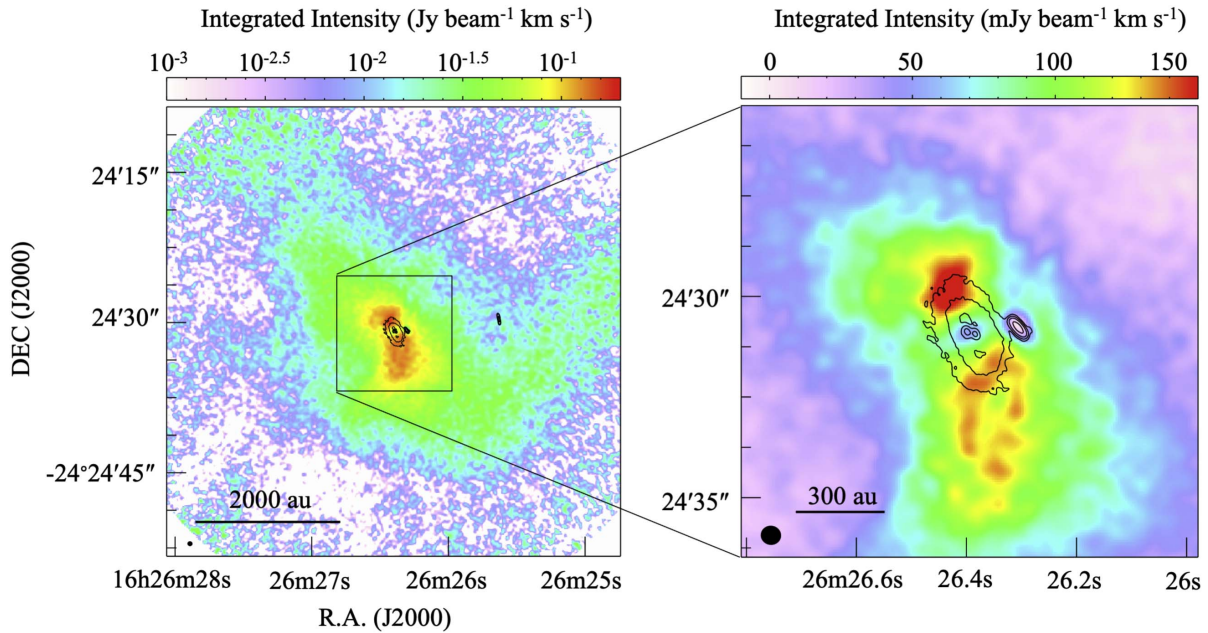 Integrated Intensity (Jy beam⁻¹ km s⁻¹)
10⁻³ 10⁻²·⁵ 10⁻² 10⁻¹·⁵ 10⁻¹
24′15″
24′30″
-24°24′45″
DEC (J2000)
2000 au
16h26m28s 26m27s 26m26s 26m25s
R.A. (J2000)
Integrated Intensity (mJy beam⁻¹ km s⁻¹)
0 50 100 150
24′30″
24′35″
300 au
26m26.6s 26.4s 26.2s 26s